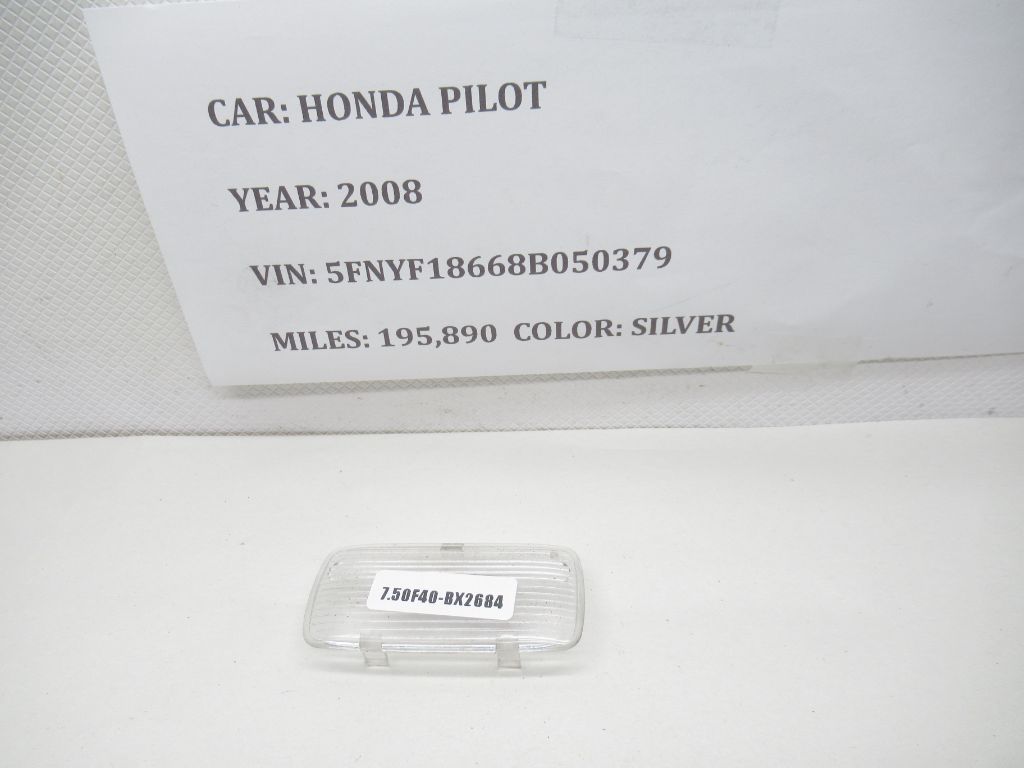 CAR: HONDA PILOT
YEAR: 2008
VIN: 5FNYF18668B050379
MILES: 195,890 COLOR: SILVER
7.50F40-BX2684